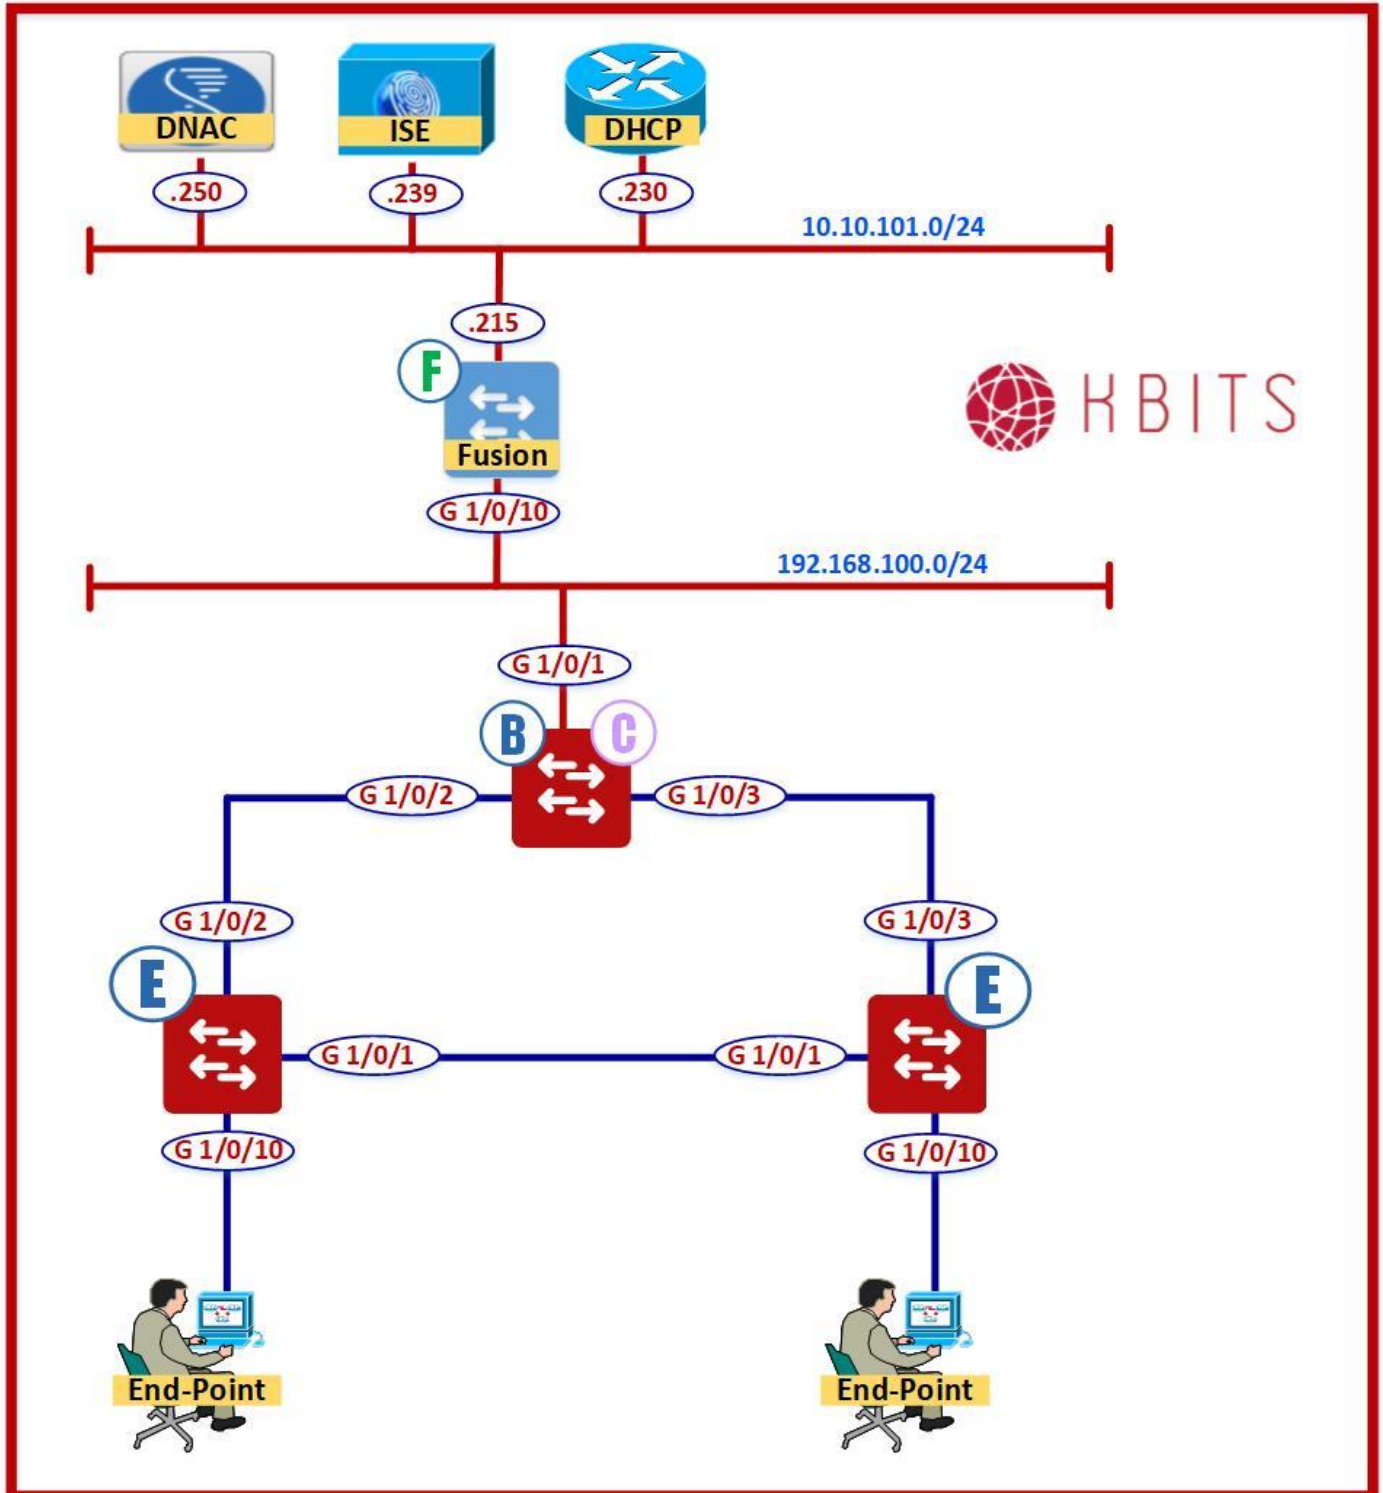 DNAC
ISE
DHCP
.250
.239
.230
10.10.101.0/24
.215
F
Fusion
KBITS
G 1/0/10
192.168.100.0/24
G 1/0/1
B
C
G 1/0/2
G 1/0/3
G 1/0/2
G 1/0/3
E
E
G 1/0/1
G 1/0/1
G 1/0/10
G 1/0/10
End-Point
End-Point